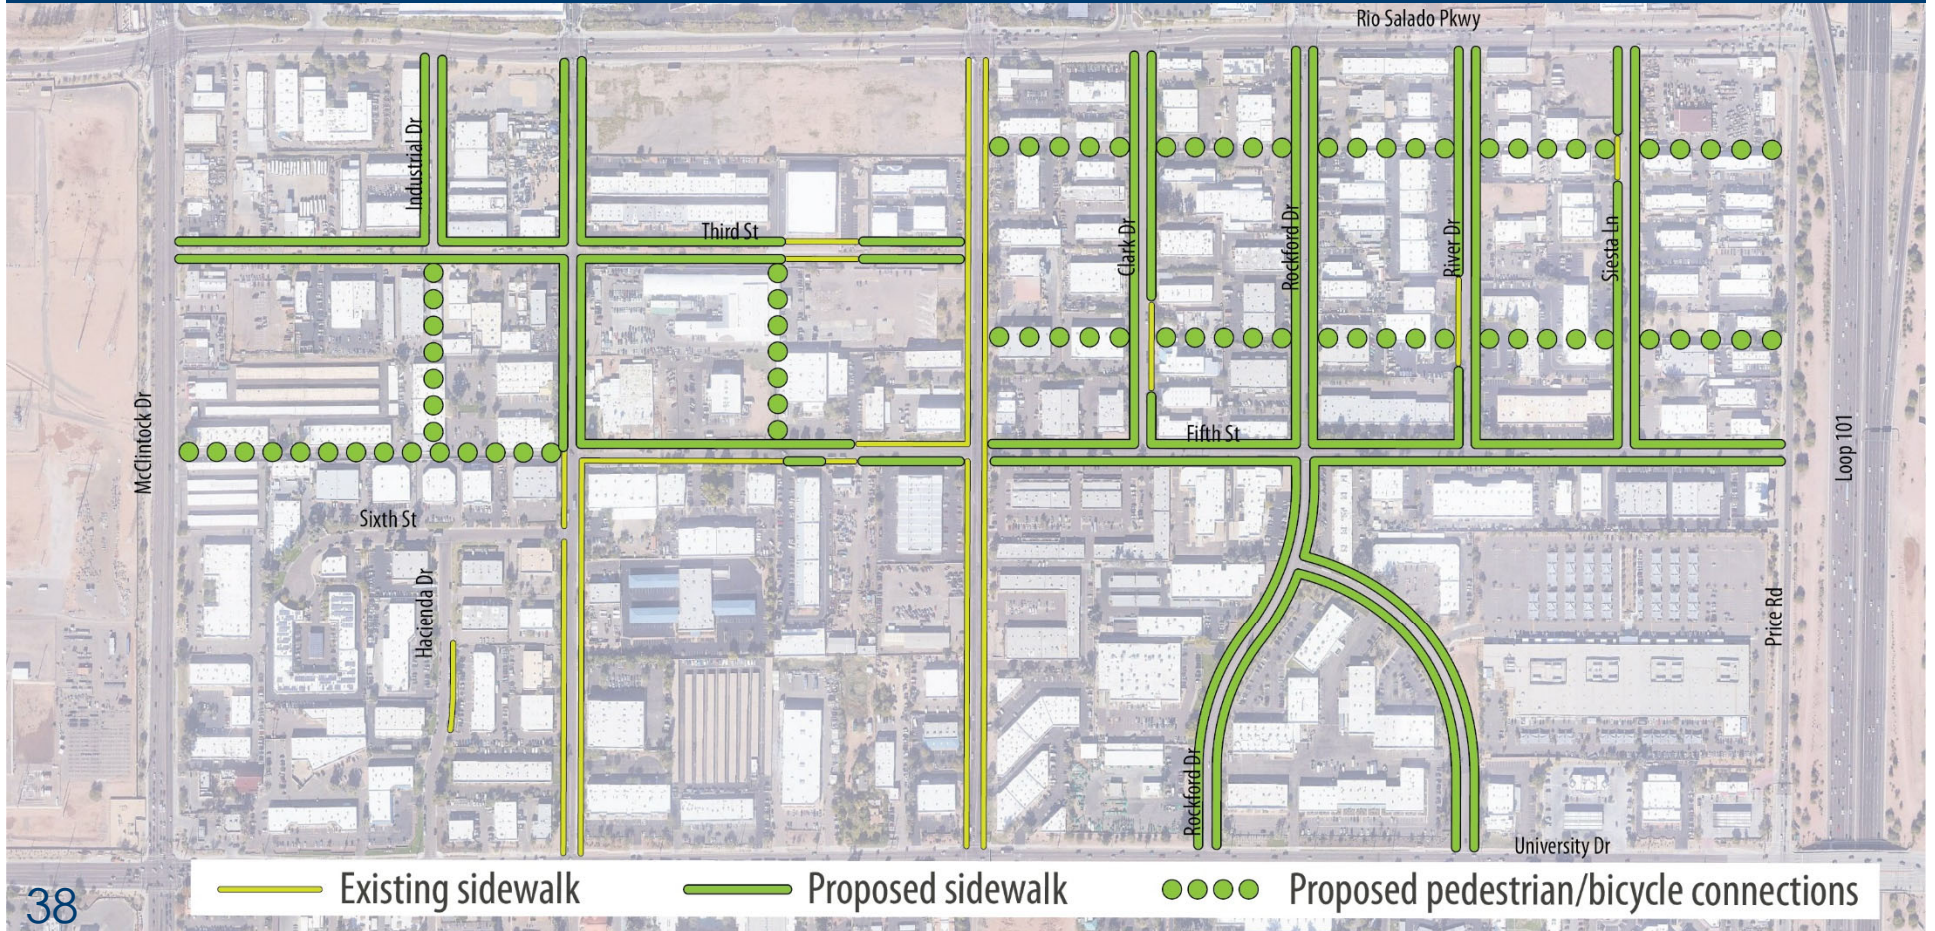 Rio Salado Pkwy
Industrial Dr
Third St
Clark Dr
Rockford Dr
River Dr
Siesta Ln
McClintock Dr
Fifth St
Loop 101
Sixth St
Hacienda Dr
Price Rd
Rockford Dr
University Dr
Existing sidewalk
Proposed sidewalk
Proposed pedestrian/bicycle connections
38